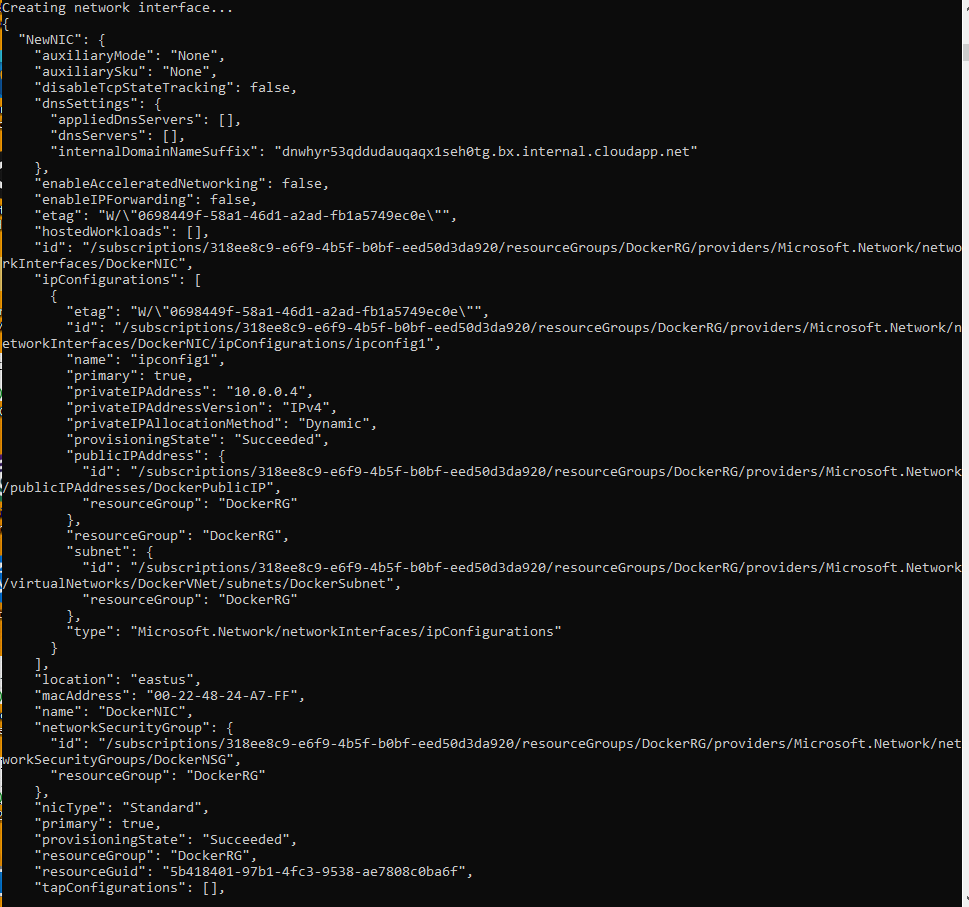 Creating network interface...
{
  "NewNIC": {
    "auxiliaryMode": "None",
    "auxiliarySku": "None",
    "disableTcpStateTracking": false,
    "dnsSettings": {
      "appliedDnsServers": [],
      "dnsServers": [],
      "internalDomainNameSuffix": "dnwhyr53qddudauqaqx1seh0tg.bx.internal.cloudapp.net"
    },
    "enableAcceleratedNetworking": false,
    "enableIPForwarding": false,
    "etag": "W/\"0698449f-58a1-46d1-a2ad-fb1a5749ec0e\"",
    "hostedWorkloads": [],
    "id": "/subscriptions/318ee8c9-e6f9-4b5f-b0bf-eed50d3da920/resourceGroups/DockerRG/providers/Microsoft.Network/netwo
rkInterfaces/DockerNIC",
    "ipConfigurations": [
      {
        "etag": "W/\"0698449f-58a1-46d1-a2ad-fb1a5749ec0e\"",
        "id": "/subscriptions/318ee8c9-e6f9-4b5f-b0bf-eed50d3da920/resourceGroups/DockerRG/providers/Microsoft.Network/n
etworkInterfaces/DockerNIC/ipConfigurations/ipconfig1",
        "name": "ipconfig1",
        "primary": true,
        "privateIPAddress": "10.0.0.4",
        "privateIPAddressVersion": "IPv4",
        "privateIPAllocationMethod": "Dynamic",
        "provisioningState": "Succeeded",
        "publicIPAddress": {
          "id": "/subscriptions/318ee8c9-e6f9-4b5f-b0bf-eed50d3da920/resourceGroups/DockerRG/providers/Microsoft.Network
/publicIPAddresses/DockerPublicIP",
          "resourceGroup": "DockerRG"
        },
        "resourceGroup": "DockerRG",
        "subnet": {
          "id": "/subscriptions/318ee8c9-e6f9-4b5f-b0bf-eed50d3da920/resourceGroups/DockerRG/providers/Microsoft.Network
/virtualNetworks/DockerVNet/subnets/DockerSubnet",
          "resourceGroup": "DockerRG"
        },
        "type": "Microsoft.Network/networkInterfaces/ipConfigurations"
      }
    ],
    "location": "eastus",
    "macAddress": "00-22-48-24-A7-FF",
    "name": "DockerNIC",
    "networkSecurityGroup": {
      "id": "/subscriptions/318ee8c9-e6f9-4b5f-b0bf-eed50d3da920/resourceGroups/DockerRG/providers/Microsoft.Network/net
workSecurityGroups/DockerNSG",
      "resourceGroup": "DockerRG"
    },
    "nicType": "Standard",
    "primary": true,
    "provisioningState": "Succeeded",
    "resourceGroup": "DockerRG",
    "resourceGuid": "5b418401-97b1-4fc3-9538-ae7808c0ba6f",
    "tapConfigurations": [],